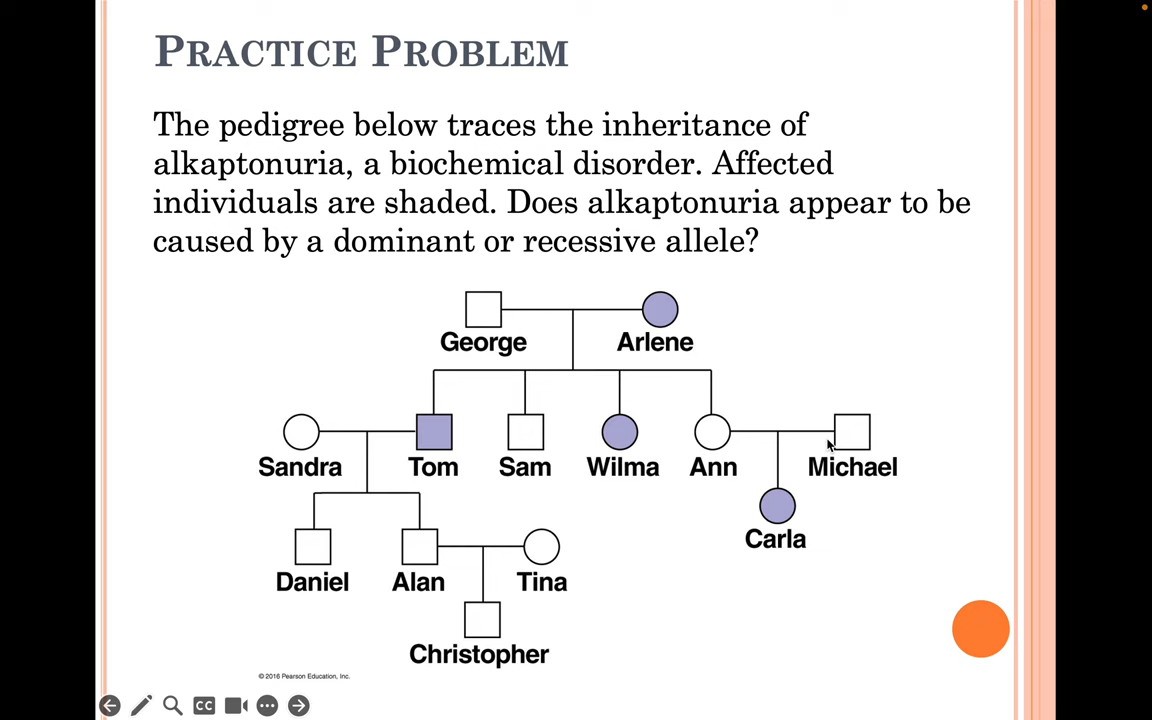 PRACTICE PROBLEM
The pedigree below traces the inheritance of
alkaptonuria, a biochemical disorder. Affected
individuals are shaded. Does alkaptonuria appear to be
caused by a dominant or recessive allele?
George Arlene
Sandra Tom Sam Wilma Ann Michael
Carla
Daniel Alan Tina
Christopher
© 2016 Pearson Education, Inc.
CC